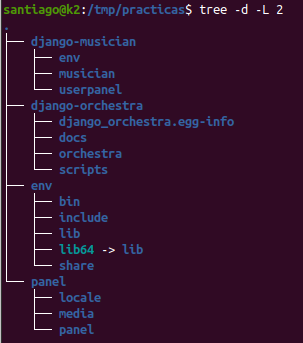 santiago@k2:/tmp/practicas$ tree -d -L 2
.
├── django-musician
│   ├── env
│   ├── musician
│   └── userpanel
├── django-orchestra
│   ├── django_orchestra.egg-info
│   ├── docs
│   ├── orchestra
│   └── scripts
├── env
│   ├── bin
│   ├── include
│   ├── lib
│   ├── lib64 -> lib
│   └── share
└── panel
    ├── locale
    ├── media
    └── panel